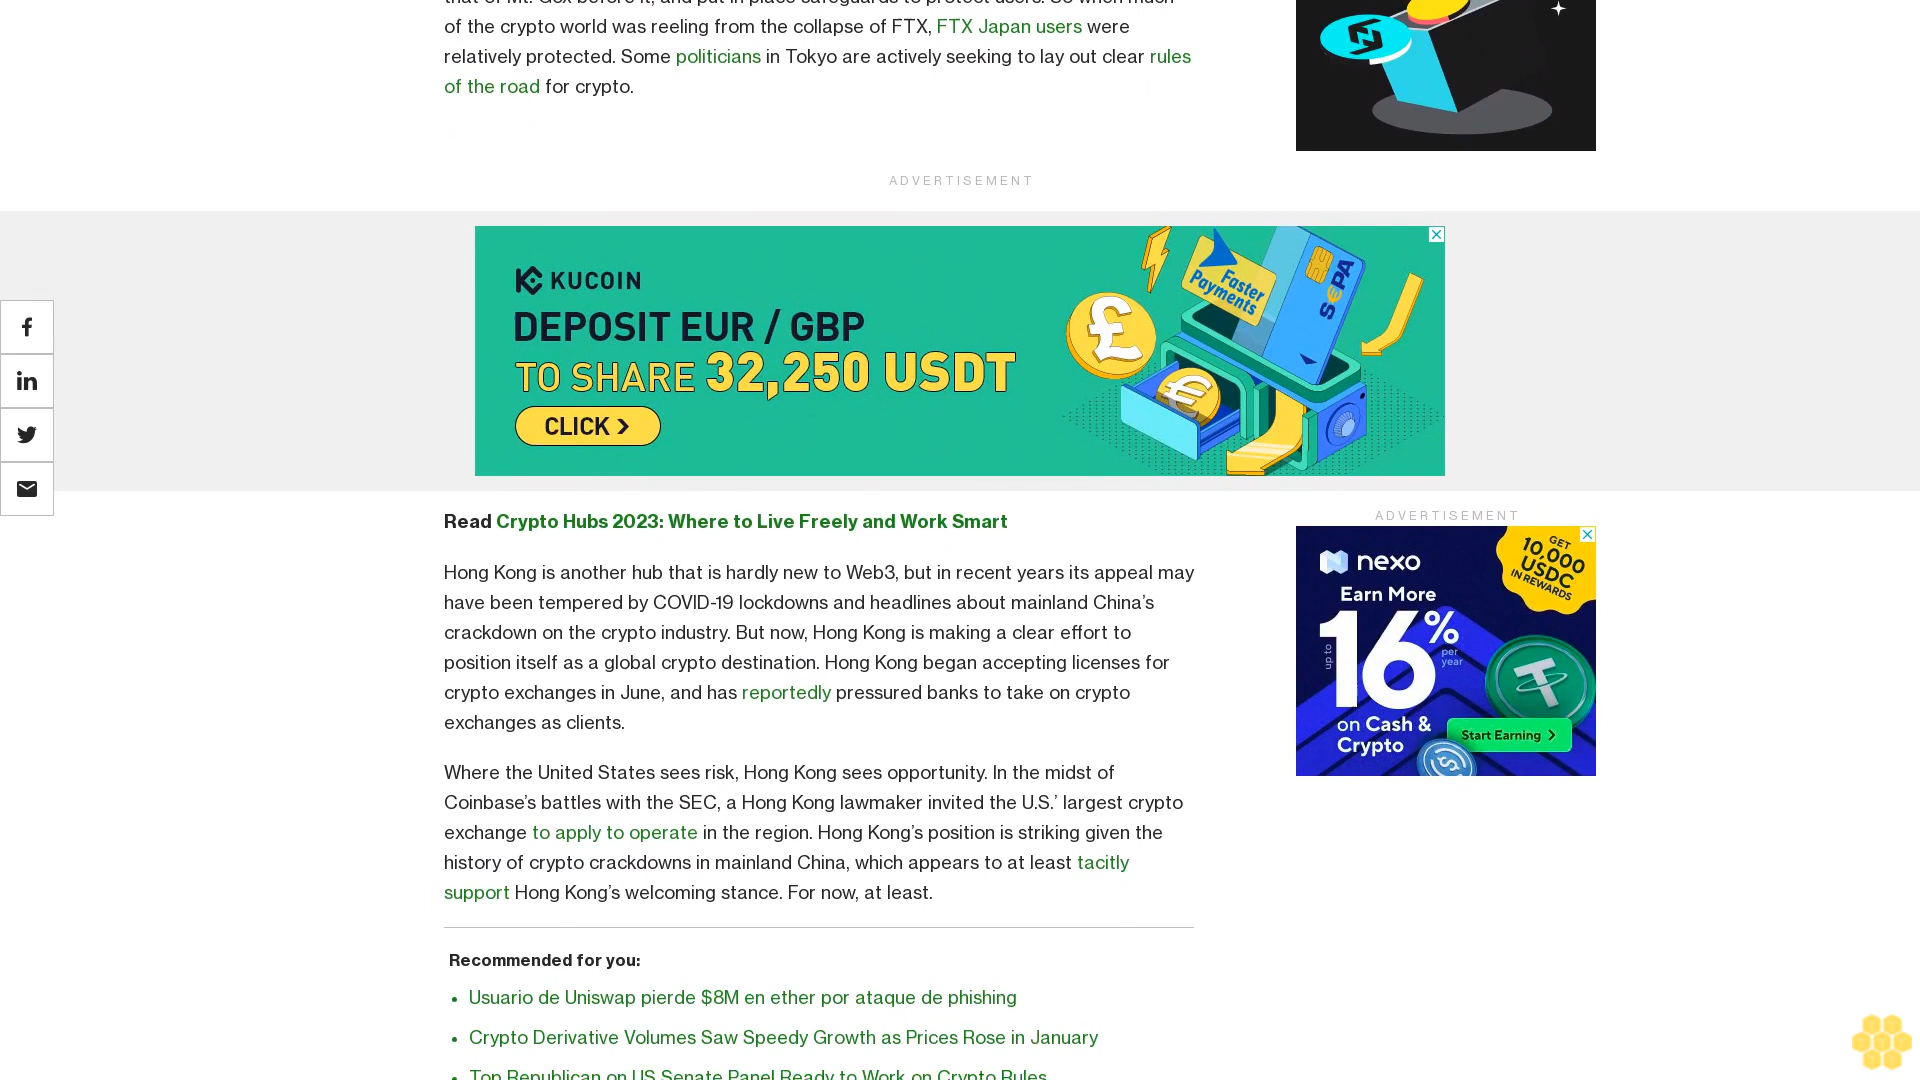 of the crypto world was reeling from the collapse of FTX, FTX Japan users were
relatively protected. Some politicians in Tokyo are actively seeking to lay out clear rules
of the road for crypto.
ADVERTISEMENT
KUCOIN
DEPOSIT EUR / GBP
TO SHARE 32,250 USDT
CLICK >
Faster
Payments
SEPA
Read Crypto Hubs 2023: Where to Live Freely and Work Smart
Hong Kong is another hub that is hardly new to Web3, but in recent years its appeal may
have been tempered by COVID-19 lockdowns and headlines about mainland China’s
crackdown on the crypto industry. But now, Hong Kong is making a clear effort to
position itself as a global crypto destination. Hong Kong began accepting licenses for
crypto exchanges in June, and has reportedly pressured banks to take on crypto
exchanges as clients.
Where the United States sees risk, Hong Kong sees opportunity. In the midst of
Coinbase’s battles with the SEC, a Hong Kong lawmaker invited the U.S.’ largest crypto
exchange to apply to operate in the region. Hong Kong’s position is striking given the
history of crypto crackdowns in mainland China, which appears to at least tacitly
support Hong Kong’s welcoming stance. For now, at least.
ADVERTISEMENT
nexo
GET
10,000
USDC
IN REWARDS
Earn More
up to
16%
per
year
on Cash &
Crypto
Start Earning >
Recommended for you:
• Usuario de Uniswap pierde $8M en ether por ataque de phishing
• Crypto Derivative Volumes Saw Speedy Growth as Prices Rose in January
• Top Republican on US Senate Panel Ready to Work on Crypto Rules